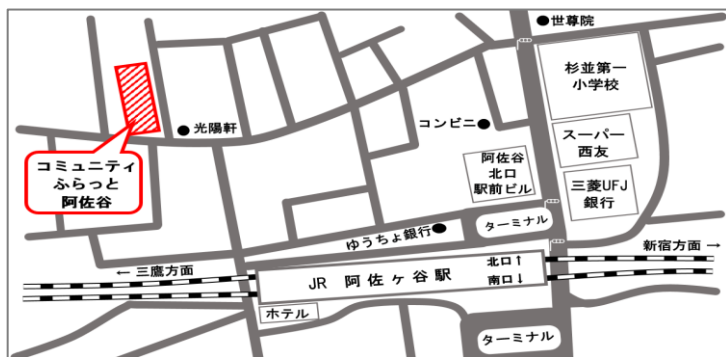 世尊院
杉並第一
小学校
光陽軒
コンビニ
スーパー
西友
コミュニティ
ふらっと
阿佐谷
阿佐谷
北口
駅前ビル
三菱UFJ
銀行
ゆうちょ銀行
ターミナル
新宿方面 →
← 三鷹方面
JR 阿佐ヶ谷駅
北口↑
南口↓
ホテル
ターミナル